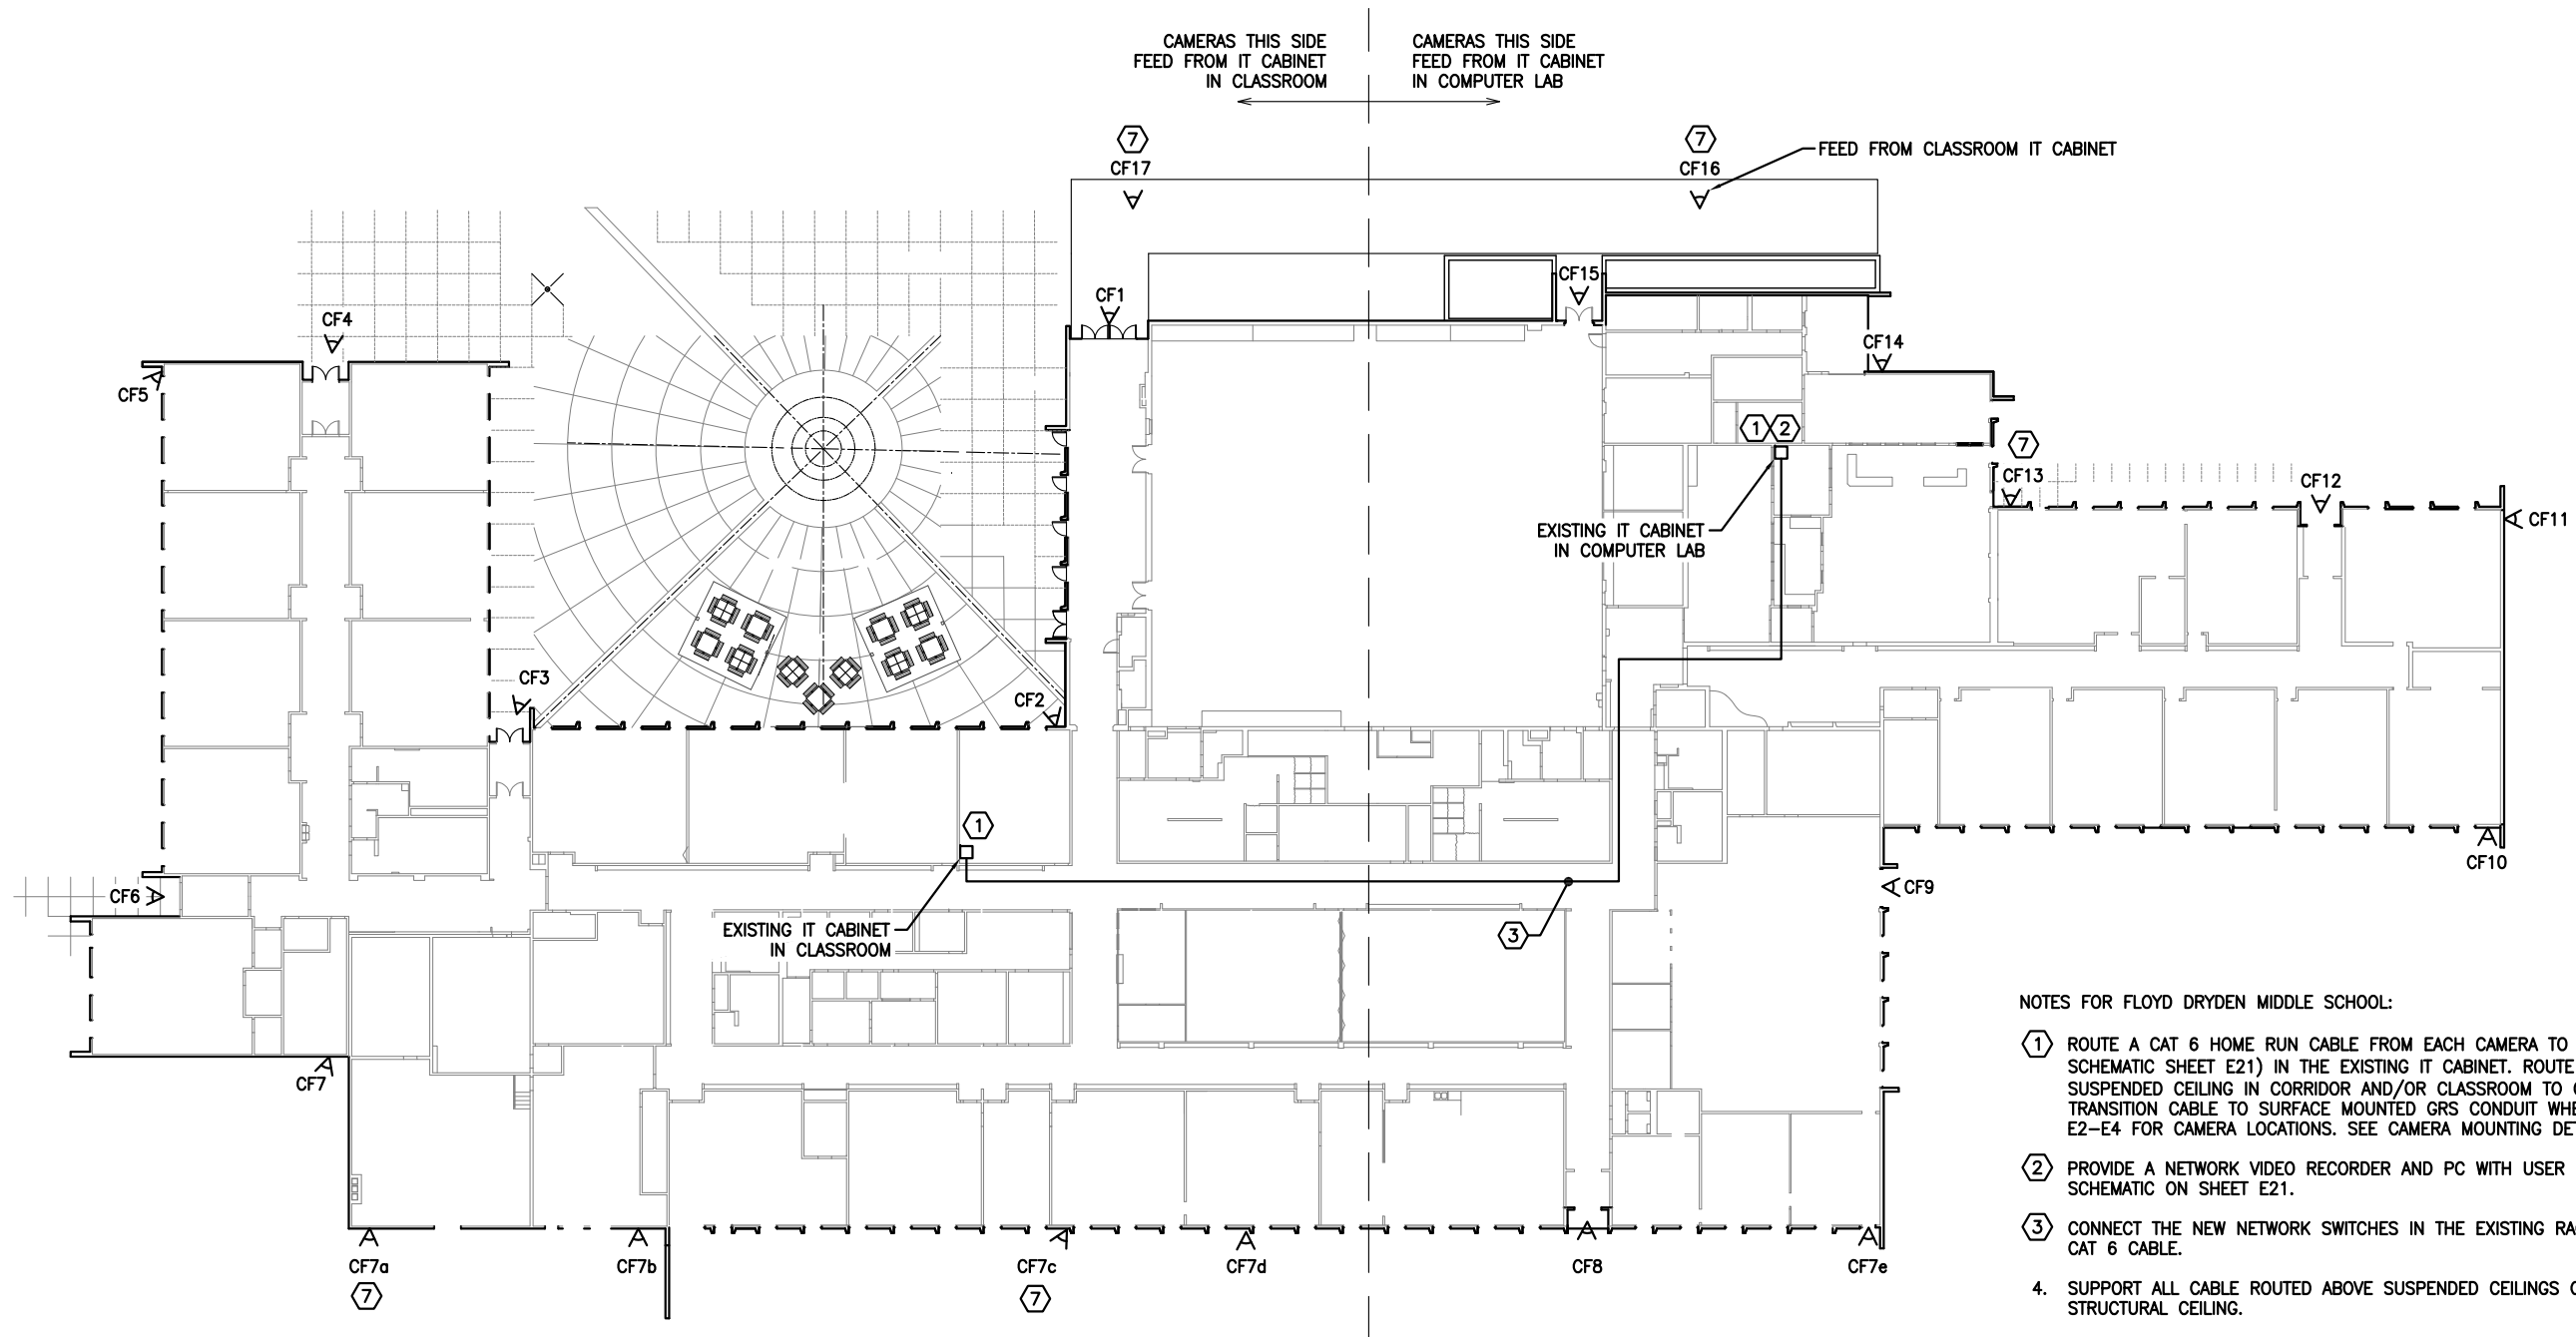 CAMERAS THIS SIDE
FEED FROM IT CABINET
IN CLASSROOM
CAMERAS THIS SIDE
FEED FROM IT CABINET
IN COMPUTER LAB
7
CF17
7
CF16
FEED FROM CLASSROOM IT CABINET
CF15
CF1
CF4
CF14
CF5
1 2
7
CF13
CF12
CF11
EXISTING IT CABINET
IN COMPUTER LAB
CF3
CF2
1
CF10
CF6
CF9
EXISTING IT CABINET
IN CLASSROOM
3
CF7
CF7a
7
CF7b
CF7c
7
CF7d
CF8
CF7e
NOTES FOR FLOYD DRYDEN MIDDLE SCHOOL:
1 ROUTE A CAT 6 HOME RUN CABLE FROM EACH CAMERA TO
SCHEMATIC SHEET E21) IN THE EXISTING IT CABINET. ROUTE
SUSPENDED CEILING IN CORRIDOR AND/OR CLASSROOM TO
TRANSITION CABLE TO SURFACE MOUNTED GRS CONDUIT
E2-E4 FOR CAMERA LOCATIONS. SEE CAMERA MOUNTING
2 PROVIDE A NETWORK VIDEO RECORDER AND PC WITH USER
SCHEMATIC ON SHEET E21.
3 CONNECT THE NEW NETWORK SWITCHES IN THE EXISTING
CAT 6 CABLE.
4. SUPPORT ALL CABLE ROUTED ABOVE SUSPENDED CEILINGS
STRUCTURAL CEILING.